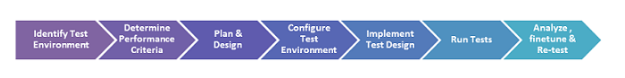 Identify Test
Environment
Determine
Performance
Criteria
Plan &
Design
Configure
Test
Environment
Implement
Test Design
Run Tests
Analyze,
finetune &
Re-test